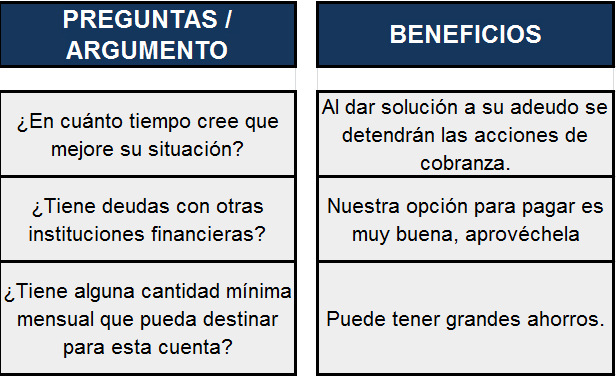 PREGUNTAS /
ARGUMENTO
BENEFICIOS
¿En cuánto tiempo cree que
mejore su situación?
Al dar solución a su adeudo se
detendrán las acciones de
cobranza.
¿Tiene deudas con otras
instituciones financieras?
Nuestra opción para pagar es
muy buena, aprovéchela
¿Tiene alguna cantidad mínima
mensual que pueda destinar
para esta cuenta?
Puede tener grandes ahorros.